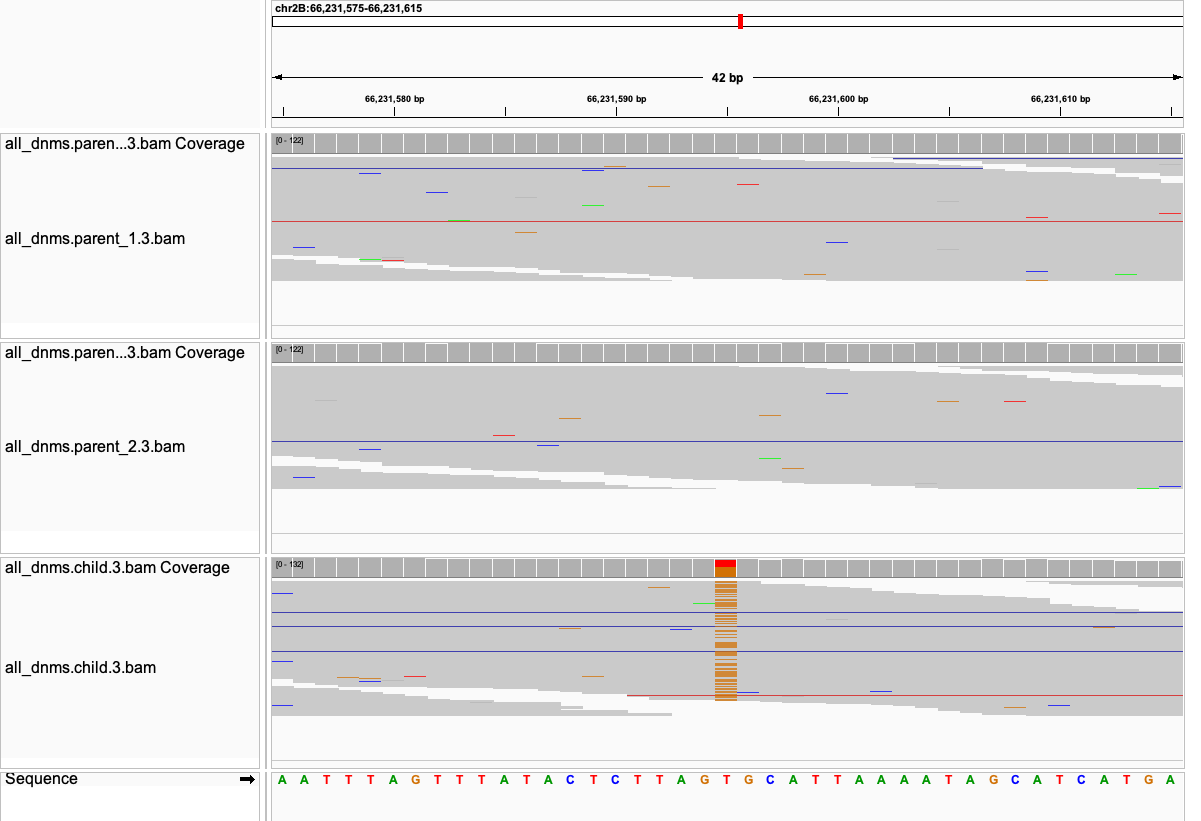 chr2B:66,231,575-66,231,615
42 bp
66,231,580 bp 66,231,590 bp 66,231,600 bp 66,231,610 bp
all_dnms.paren...3.bam Coverage
[0 - 122]
all_dnms.parent_1.3.bam
all_dnms.paren...3.bam Coverage
[0 - 122]
all_dnms.parent_2.3.bam
all_dnms.child.3.bam Coverage
[0 - 132]
all_dnms.child.3.bam
Sequence
A A T T T A G T T T A T A C T C T T A G T G C A T T A A A A T A G C A T C A T G A